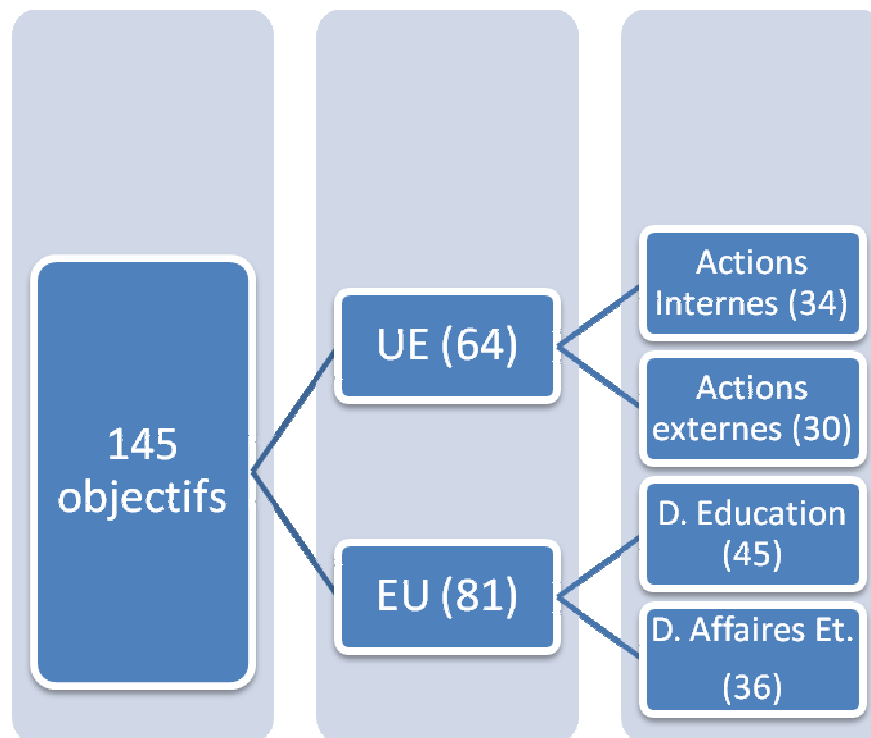 145
objectifs
UE (64)
EU (81)
Actions
Internes (34)
Actions
externes (30)
D. Education
(45)
D. Affaires Et.
(36)